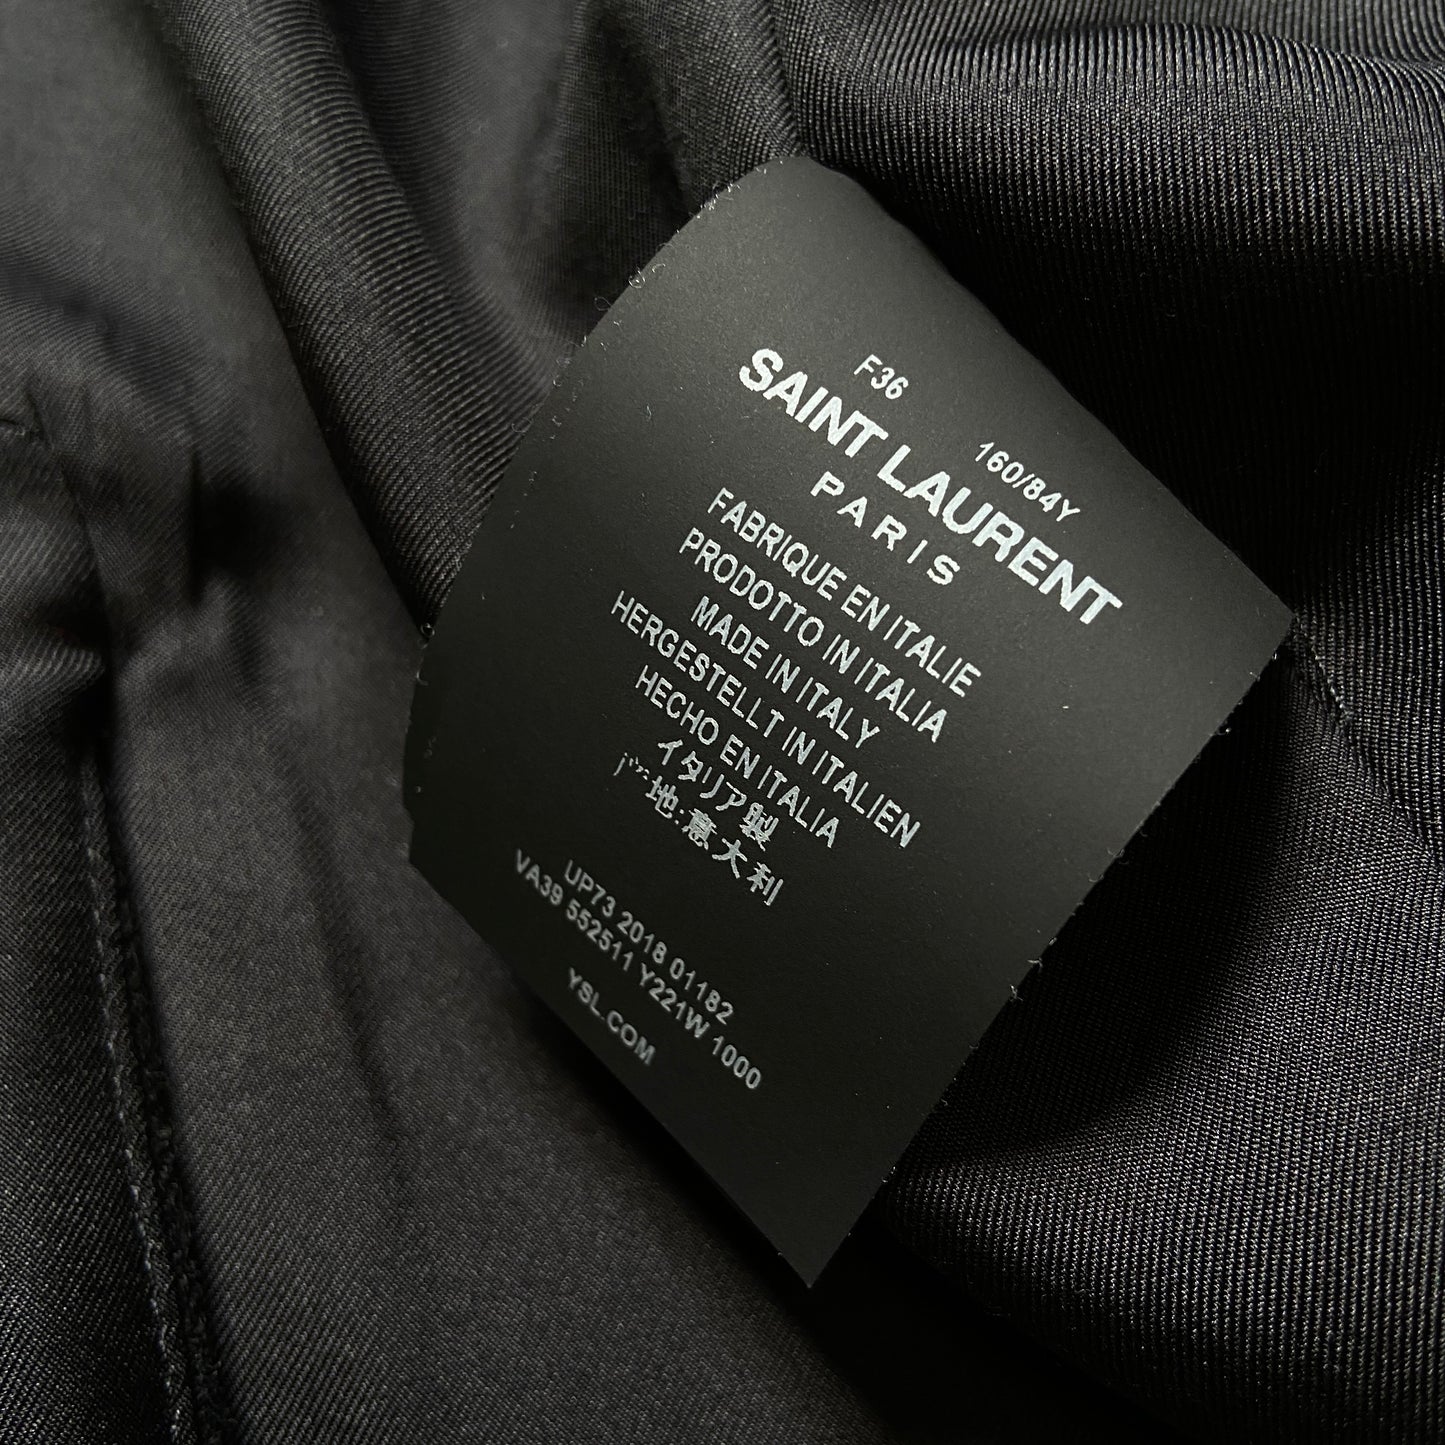 F36
160/84Y
SAINT LAURENT
PARIS
FABRIQUE EN ITALIE
PRODOTTO IN ITALIA
MADE IN ITALY
HERGESTELLT IN ITALIEN
HECHO EN ITALIA
イタリア製
地:意大利
UP73 2018 01182
VA39 552511 Y221W 1000
YSL.COM